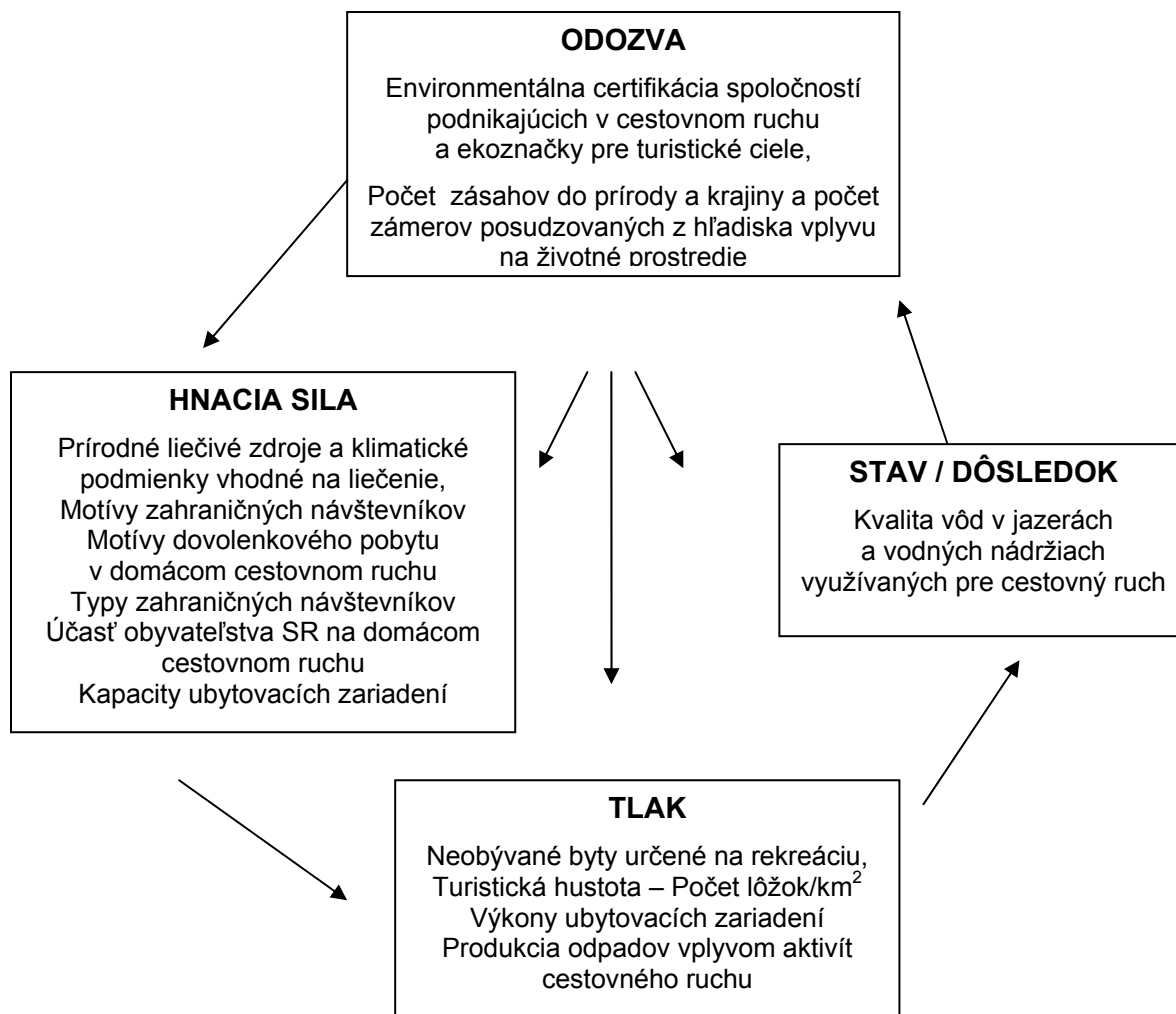 ODOZVA
Environmentálna certifikácia spoločností
podnikajúcich v cestovnom ruchu
a ekoznačky pre turistické ciele,
Počet zásahov do prírody a krajiny a počet
zámerov posudzovaných z hľadiska vplyvu
na životné prostredie
HNACIA SILA
Prírodné liečivé zdroje a klimatické
podmienky vhodné na liečenie,
Motívy zahraničných návštevníkov
Motívy dovolenkového pobytu
v domácom cestovnom ruchu
Typy zahraničných návštevníkov
Účasť obyvateľstva SR na domácom
cestovnom ruchu
Kapacity ubytovacích zariadení
STAV / DÔSLEDOK
Kvalita vôd v jazerách
a vodných nádržiach
využívaných pre cestovný ruch
TLAK
Neobývané byty určené na rekreáciu,
Turistická hustota – Počet lôžok/km²
Výkony ubytovacích zariadení
Produkcia odpadov vplyvom aktivít
cestovného ruchu